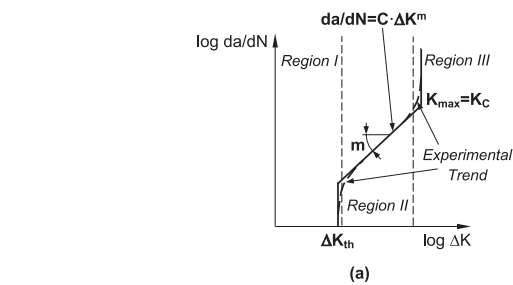 da/dN=C·ΔK^m
log da/dN
Region I
Region III
K_max=K_C
m
Experimental
Trend
Region II
ΔK_th
log ΔK
(a)